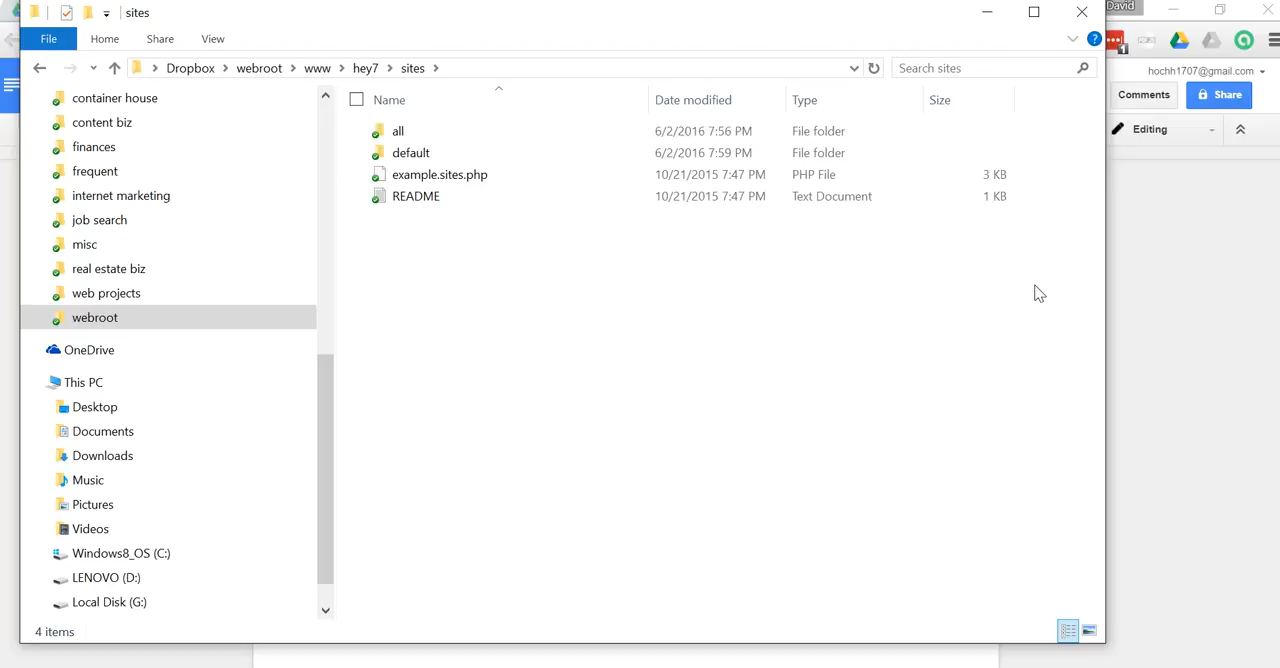 sites
David
File Home Share View
1
Dropbox webroot www hey7 sites
Search sites
hochh1707@gmail.com
Comments
Share
Editing
Name Date modified Type Size
all 6/2/2016 7:56 PM File folder
default 6/2/2016 7:59 PM File folder
example.sites.php 10/21/2015 7:47 PM PHP File 3 KB
README 10/21/2015 7:47 PM Text Document 1 KB
container house
content biz
finances
frequent
internet marketing
job search
misc
real estate biz
web projects
webroot
OneDrive
This PC
Desktop
Documents
Downloads
Music
Pictures
Videos
Windows8_OS (C:)
LENOVO (D:)
Local Disk (G:)
4 items